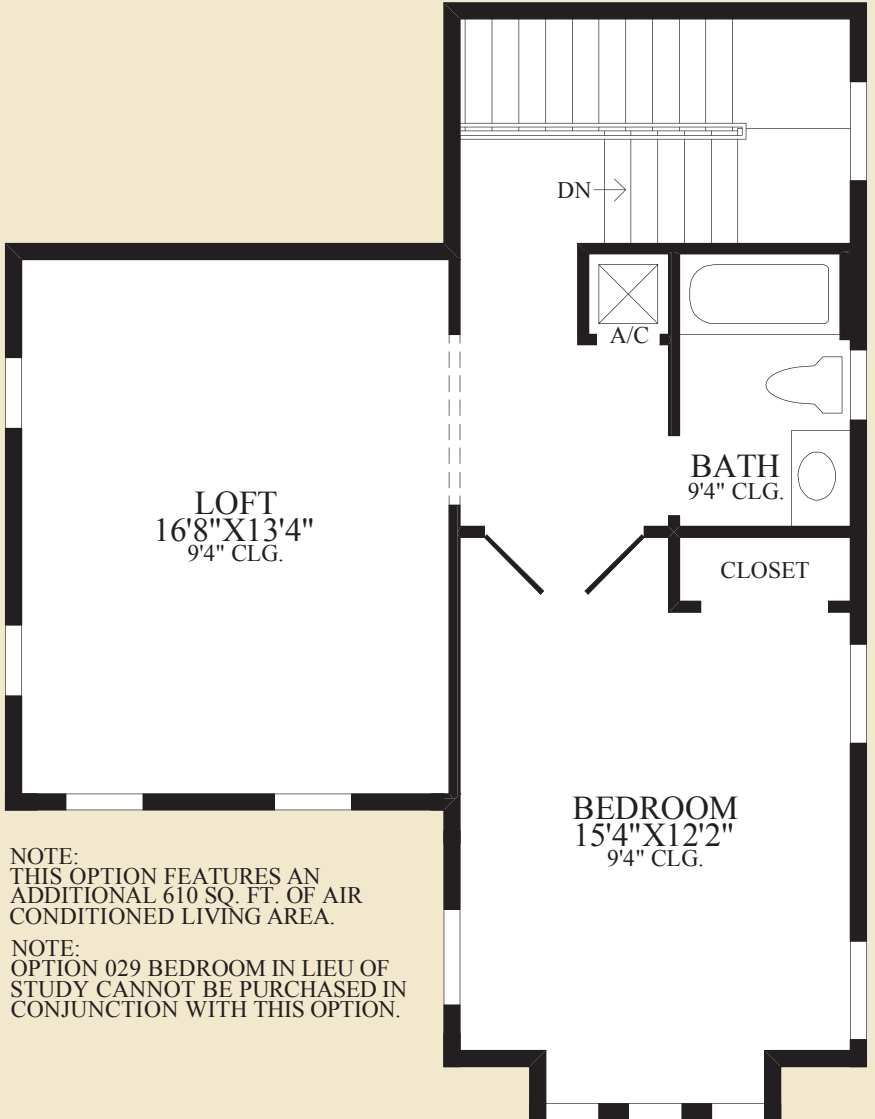 DN
A/C
BATH
9'4" CLG.
LOFT
16'8"X13'4"
9'4" CLG.
CLOSET
BEDROOM
15'4"X12'2"
9'4" CLG.
NOTE:
THIS OPTION FEATURES AN
ADDITIONAL 610 SQ. FT. OF AIR
CONDITIONED LIVING AREA.
NOTE:
OPTION 029 BEDROOM IN LIEU OF
STUDY CANNOT BE PURCHASED IN
CONJUNCTION WITH THIS OPTION.